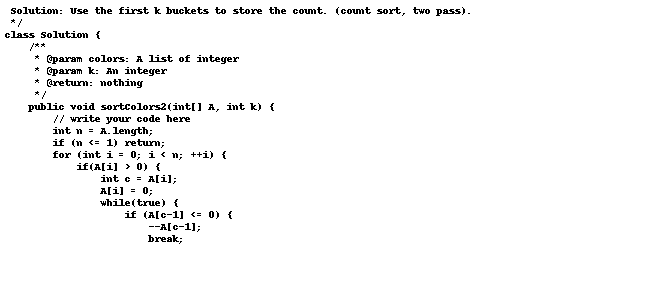 Solution: Use the first k buckets to store the count. (count sort, two pass).
*/
class Solution {
/**
* @param colors: A list of integer
* @param k: An integer
* @return: nothing
*/
public void sortColors2(int[] A, int k) {
// write your code here
int n = A.length;
if (n <= 1) return;
for (int i = 0; i < n; ++i) {
if(A[i] > 0) {
int c = A[i];
A[i] = 0;
while(true) {
if (A[c-1] <= 0) {
--A[c-1];
break;